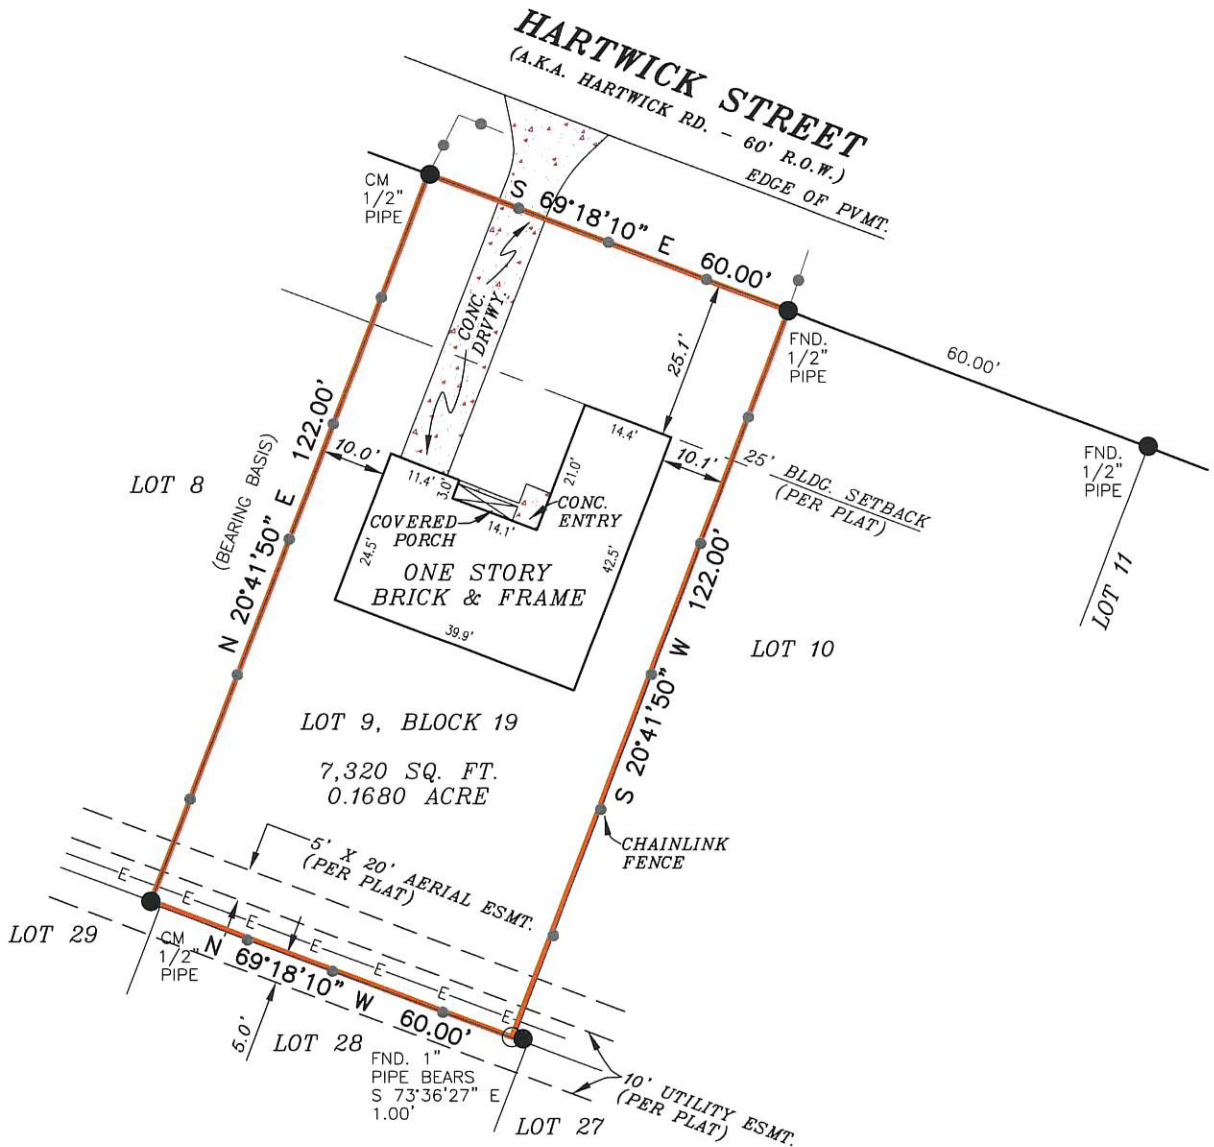 HARTWICK STREET
(A.K.A. HARTWICK RD. - 60' R.O.W.)
EDGE OF PVMT.
CM
1/2"
PIPE
S 69°18'10" E 60.00'
CONC.
DRVWY.
25.1'
FND.
1/2"
PIPE
60.00'
FND.
1/2"
PIPE
LOT 11
LOT 8
(BEARING BASIS)
N 20°41'50" E 122.00'
10.0'
11.4'
3.0'
14.4'
21.0'
10.1'
25' BLDG. SETBACK
(PER PLAT)
COVERED
PORCH
14.1'
CONC.
ENTRY
24.5'
42.5'
ONE STORY
BRICK & FRAME
39.9'
S 20°41'50" W 122.00'
LOT 10
LOT 9, BLOCK 19
7,320 SQ. FT.
0.1680 ACRE
CHAINLINK
FENCE
5' X 20' AERIAL ESMT.
(PER PLAT)
E E E E E E E
LOT 29
CM
1/2"
PIPE
N 69°18'10" W 60.00'
5.0'
LOT 28
FND. 1"
PIPE BEARS
S 73°36'27" E
1.00'
LOT 27
10' UTILITY ESMT.
(PER PLAT)